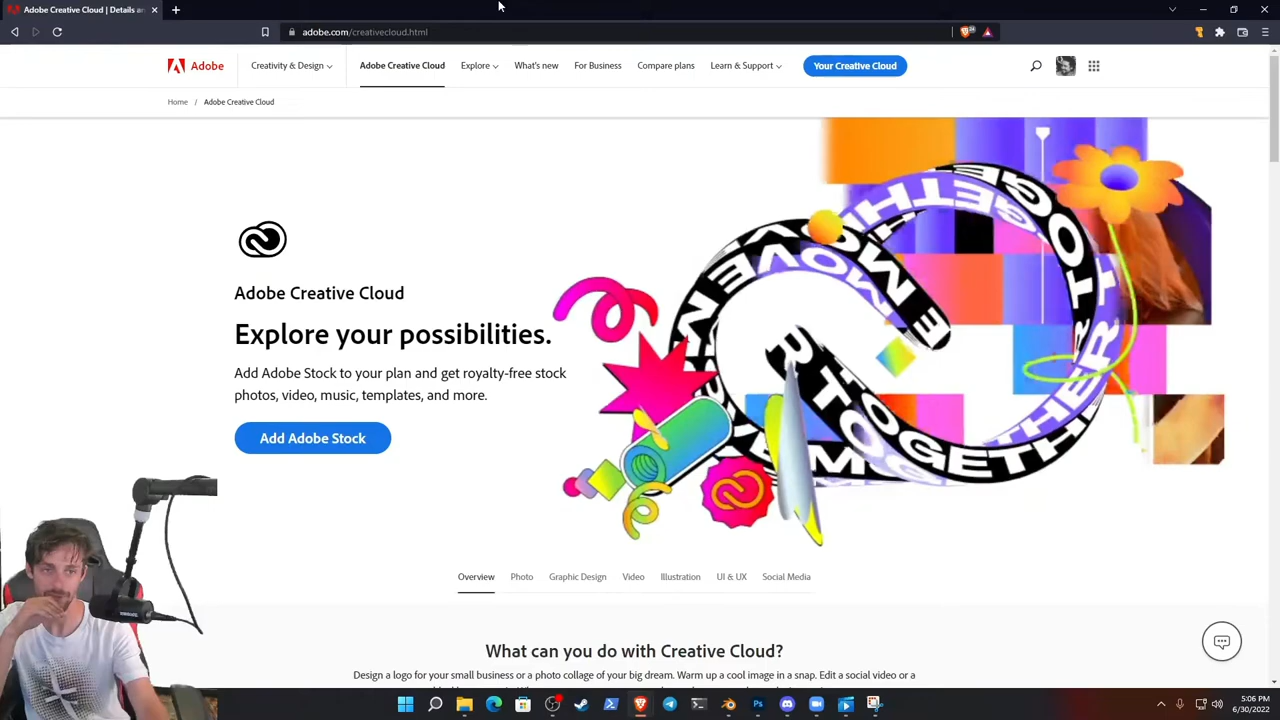 Adobe Creative Cloud | Details an
adobe.com/creativecloud.html
Adobe
Creativity & Design
Adobe Creative Cloud
Explore
What's new
For Business
Compare plans
Learn & Support
Your Creative Cloud
Home / Adobe Creative Cloud
Adobe Creative Cloud
Explore your possibilities.
Add Adobe Stock to your plan and get royalty-free stock
photos, video, music, templates, and more.
Add Adobe Stock
TOGETHER
TOGETHER
TOGETHER
Overview
Photo
Graphic Design
Video
Illustration
UI & UX
Social Media
What can you do with Creative Cloud?
Design a logo for your small business or a photo collage of your big dream. Warm up a cool image in a snap. Edit a social video or a
5:06 PM
6/30/2022